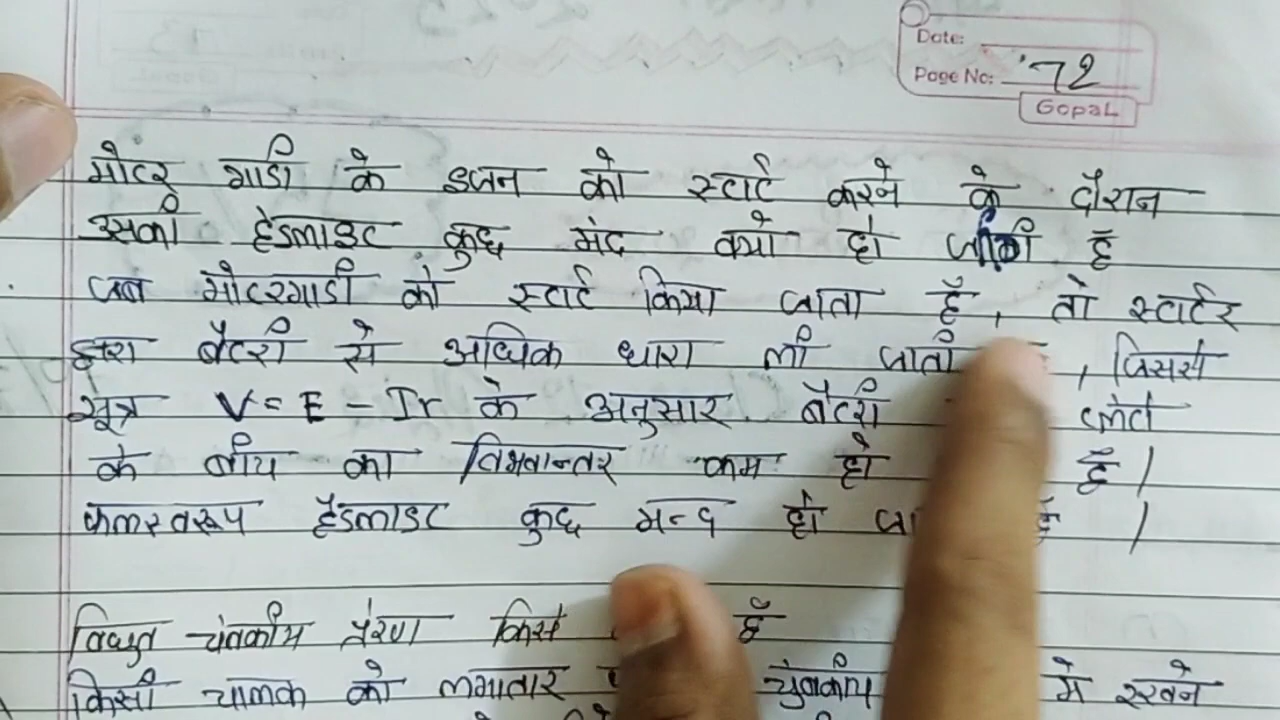 Date:
Page No: 72
GopaL
मोटर गाडी के इंजन को स्टार्ट करने के दौरान
उसकी हेडलाइट कुछ मंद क्यो हो जाती है
जब मोटरगाडी को स्टार्ट किया जाता है, तो स्टार्टर
द्वारा बैटरी से अधिक धारा ली जाती , जिससे
सूत्र V = E - Ir के अनुसार बैटरी प्लेटो
के बीच का विभवान्तर कम हो है।
फलस्वरूप हैडलाइट कुछ मन्द हो है ।
विद्युत चुंबकीय प्रेरण किसे है
किसी चालक को लगातार चुंबकीय मे रखने